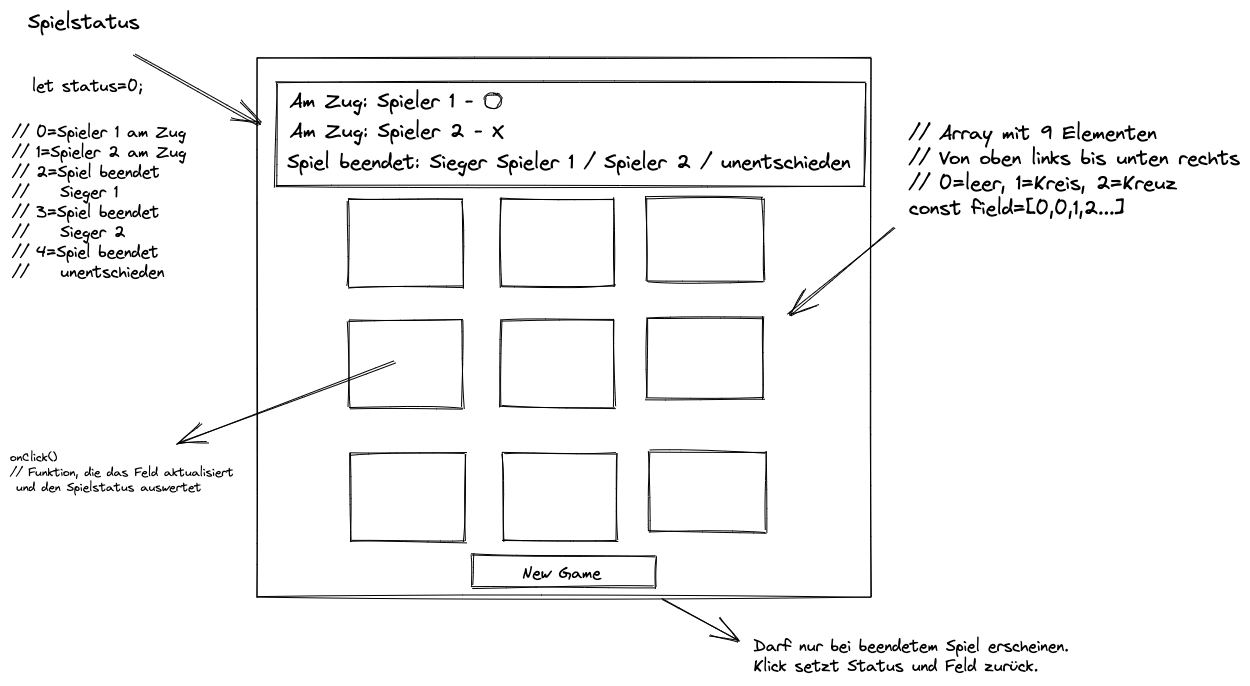 Spielstatus
let status=0;
// 0=Spieler 1 am Zug
// 1=Spieler 2 am Zug
// 2=Spiel beendet
// Sieger 1
// 3=Spiel beendet
// Sieger 2
// 4=Spiel beendet
// unentschieden
Am Zug: Spieler 1 - O
Am Zug: Spieler 2 - X
Spiel beendet: Sieger Spieler 1 / Spieler 2 / unentschieden
// Array mit 9 Elementen
// Von oben links bis unten rechts
// 0=leer, 1=Kreis, 2=Kreuz
const field=[0,0,1,2...]
onClick()
// Funktion, die das Feld aktualisiert
und den Spielstatus auswertet
New Game
Darf nur bei beendetem Spiel erscheinen.
Klick setzt Status und Feld zurück.